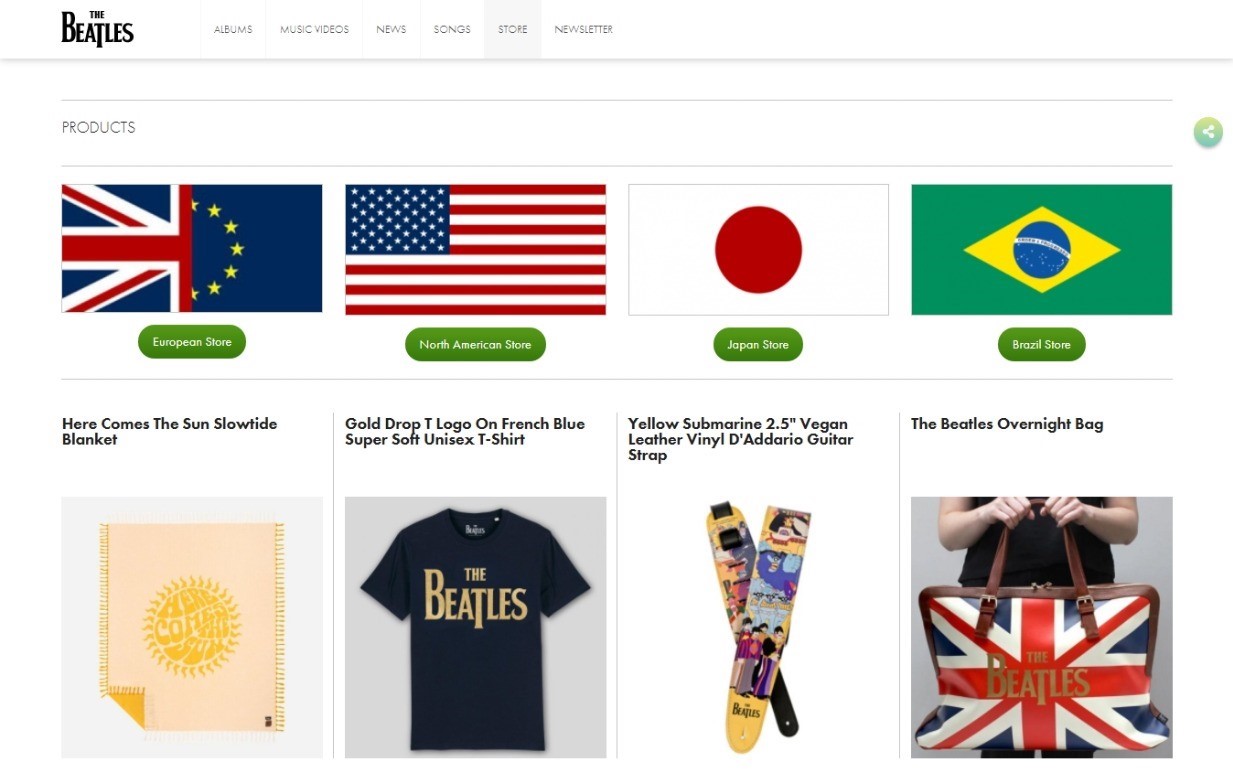 THE
BEATLES
ALBUMS
MUSIC VIDEOS
NEWS
SONGS
STORE
NEWSLETTER
PRODUCTS
European Store
North American Store
Japan Store
Brazil Store
Here Comes The Sun Slowtide
Blanket
Gold Drop T Logo On French Blue
Super Soft Unisex T-Shirt
Yellow Submarine 2.5" Vegan
Leather Vinyl D'Addario Guitar
Strap
The Beatles Overnight Bag
HERE
COMES THE
SUN
BEATLES
THE
BEATLES
BEATLES
THE
BEATLES